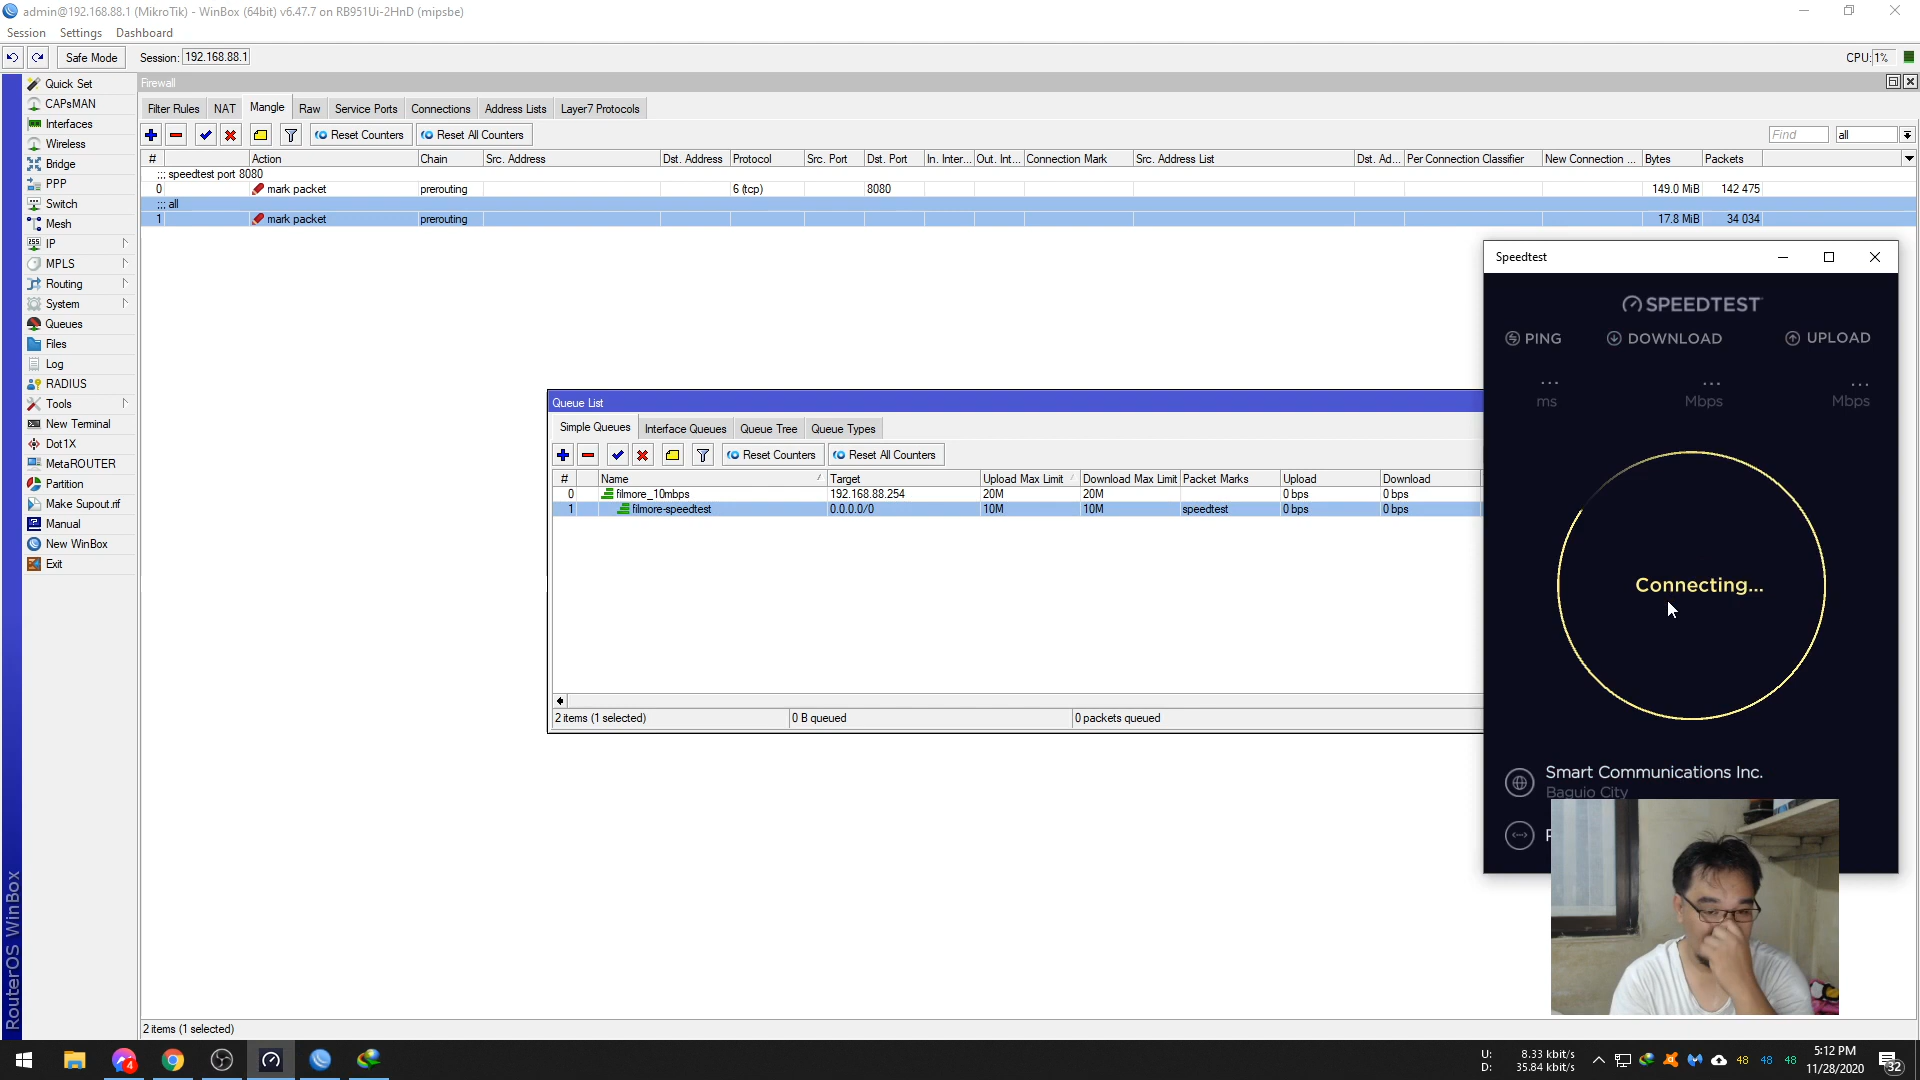 admin@192.168.88.1 (MikroTik) - WinBox (64bit) v6.47.7 on RB951Ui-2HnD (mipsbe)
Session Settings Dashboard
Safe Mode Session: 192.168.88.1 CPU: 1%
Firewall
Filter Rules NAT Mangle Raw Service Ports Connections Address Lists Layer7 Protocols
Reset Counters Reset All Counters Find all
# Action Chain Src. Address Dst. Address Protocol Src. Port Dst. Port In. Inter... Out. Int... Connection Mark Src. Address List Dst. Ad... Per Connection Classifier New Connection ... Bytes Packets
;;; speedtest port 8080
0 mark packet prerouting 6 (tcp) 8080 149.0 MiB 142 475
;;; all
1 mark packet prerouting 17.8 MiB 34 034
Quick Set
CAPsMAN
Interfaces
Wireless
Bridge
PPP
Switch
Mesh
IP
MPLS
Routing
System
Queues
Files
Log
RADIUS
Tools
New Terminal
Dot1X
MetaROUTER
Partition
Make Supout.rif
Manual
New WinBox
Exit
RouterOS WinBox
Queue List
Simple Queues Interface Queues Queue Tree Queue Types
Reset Counters Reset All Counters
# Name Target Upload Max Limit Download Max Limit Packet Marks Upload Download
0 filmore_10mbps 192.168.88.254 20M 20M 0 bps 0 bps
1 filmore-speedtest 0.0.0.0/0 10M 10M speedtest 0 bps 0 bps
2 items (1 selected) 0 B queued 0 packets queued
Speedtest
SPEEDTEST
PING DOWNLOAD UPLOAD
... ... ...
ms Mbps Mbps
Connecting...
Smart Communications Inc.
Baguio City
2 items (1 selected)
4
U: 8.33 kbit/s
D: 35.84 kbit/s
48 48 48
5:12 PM
11/28/2020
32